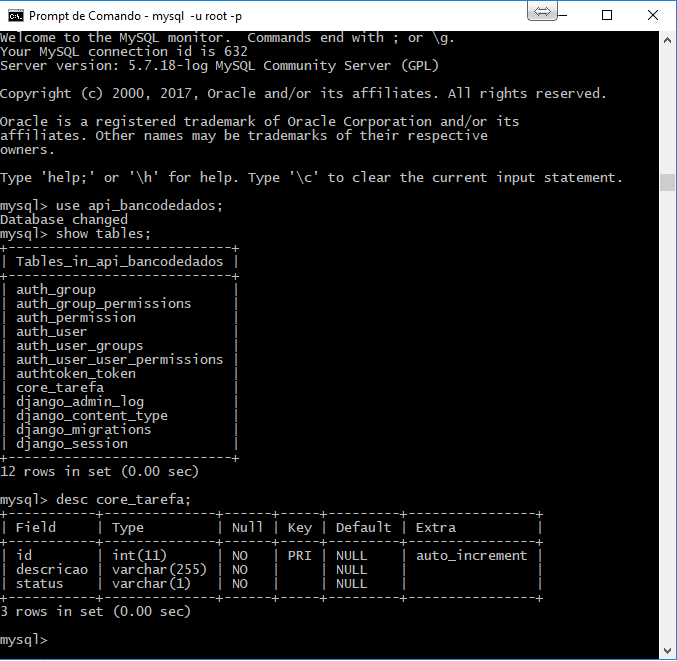 Prompt de Comando - mysql  -u root -p
Welcome to the MySQL monitor.  Commands end with ; or \g.
Your MySQL connection id is 632
Server version: 5.7.18-log MySQL Community Server (GPL)

Copyright (c) 2000, 2017, Oracle and/or its affiliates. All rights reserved.

Oracle is a registered trademark of Oracle Corporation and/or its
affiliates. Other names may be trademarks of their respective
owners.

Type 'help;' or '\h' for help. Type '\c' to clear the current input statement.

mysql> use api_bancodedados;
Database changed
mysql> show tables;
+----------------------------+
| Tables_in_api_bancodedados |
+----------------------------+
| auth_group                 |
| auth_group_permissions     |
| auth_permission            |
| auth_user                  |
| auth_user_groups           |
| auth_user_user_permissions |
| authtoken_token            |
| core_tarefa                |
| django_admin_log           |
| django_content_type        |
| django_migrations          |
| django_session             |
+----------------------------+
12 rows in set (0.00 sec)

mysql> desc core_tarefa;
+-----------+--------------+------+-----+---------+----------------+
| Field     | Type         | Null | Key | Default | Extra          |
+-----------+--------------+------+-----+---------+----------------+
| id        | int(11)      | NO   | PRI | NULL    | auto_increment |
| descricao | varchar(255) | NO   |     | NULL    |                |
| status    | varchar(1)   | NO   |     | NULL    |                |
+-----------+--------------+------+-----+---------+----------------+
3 rows in set (0.00 sec)

mysql>